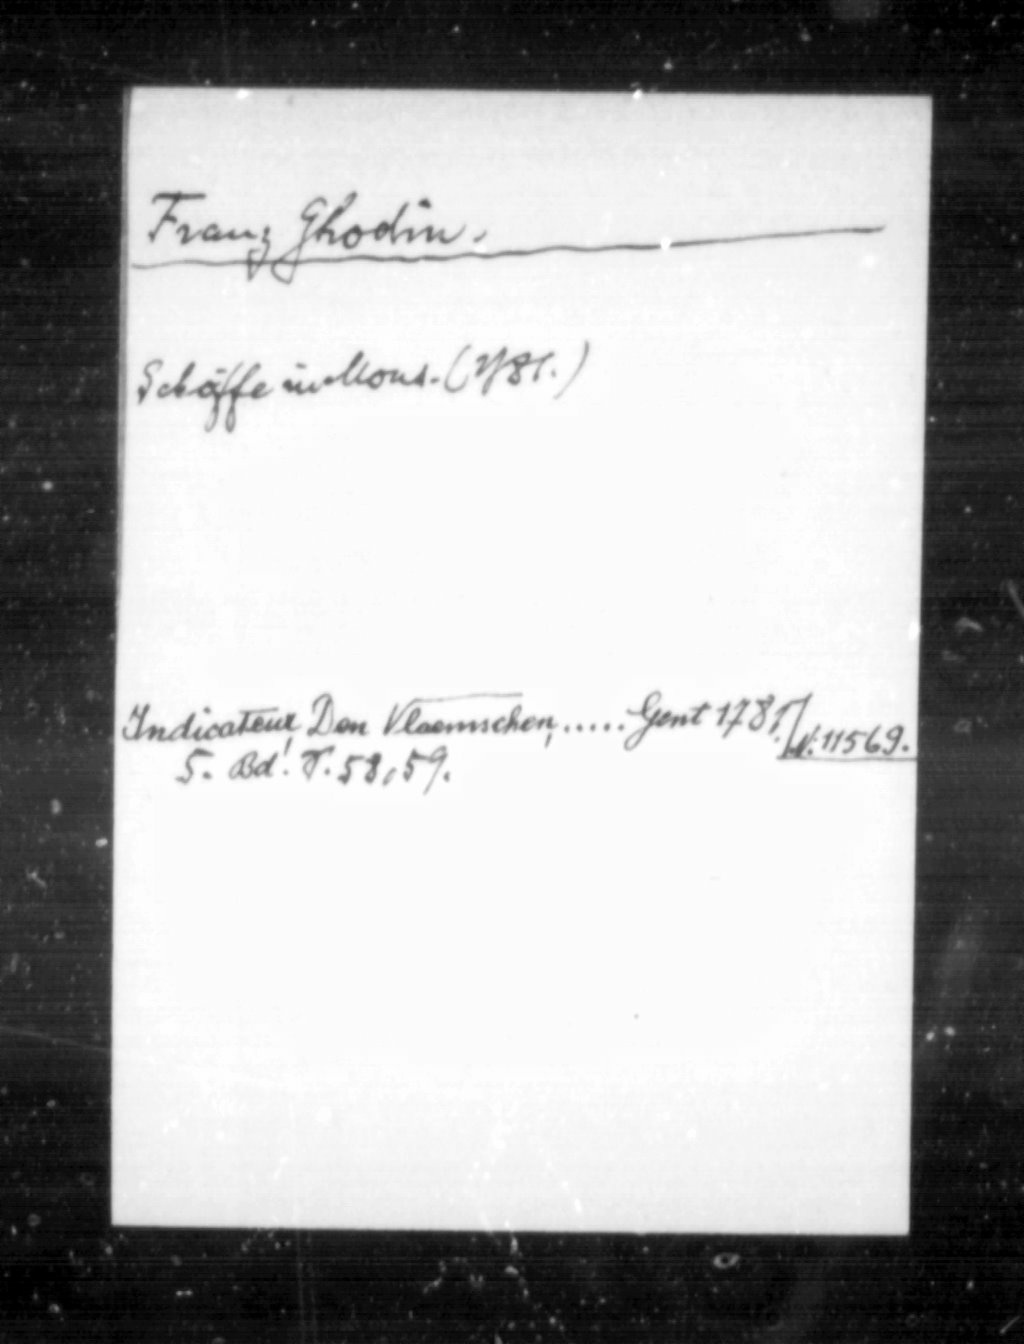 Franz Ghodin.
Schöffe in Mons. (1781.)
Indicateur Den Vlaemschen, ..... Gent 1781./N. 11569.
5. Bd. T. 58, 59.